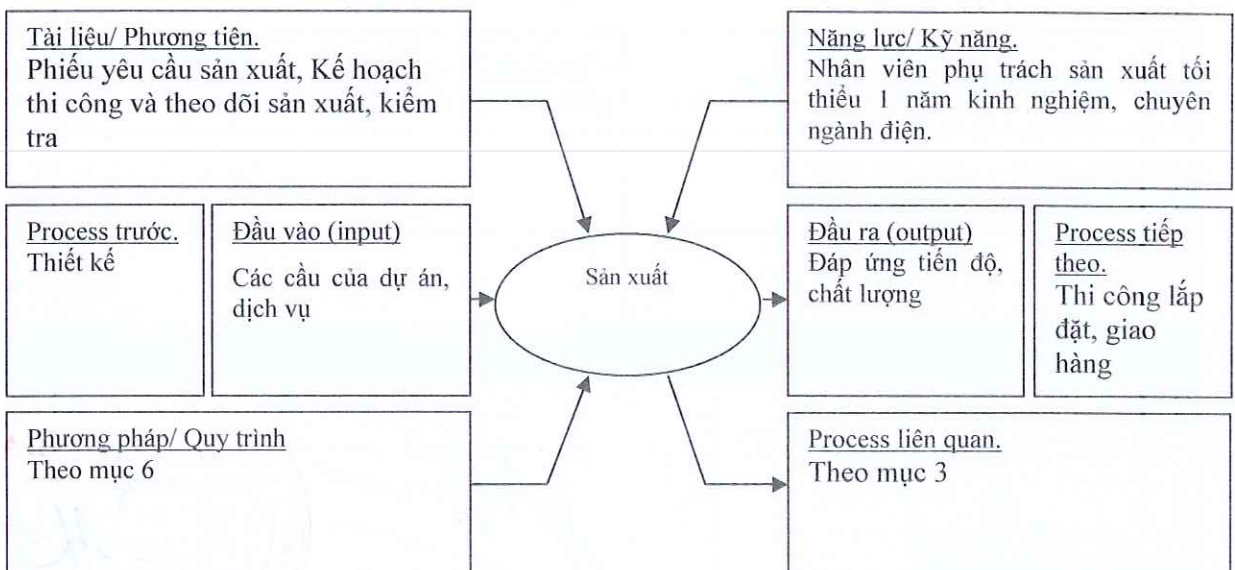 Tài liệu/ Phương tiện.
Phiếu yêu cầu sản xuất, Kế hoạch
thi công và theo dõi sản xuất, kiểm
tra
Năng lực/ Kỹ năng.
Nhân viên phụ trách sản xuất tối
thiểu 1 năm kinh nghiệm, chuyên
ngành điện.
Process trước.
Thiết kế
Đầu vào (input)
Các cầu của dự án,
dịch vụ
Sản xuất
Đầu ra (output)
Đáp ứng tiến độ,
chất lượng
Process tiếp
theo.
Thi công lắp
đặt, giao
hàng
Phương pháp/ Quy trình
Theo mục 6
Process liên quan.
Theo mục 3